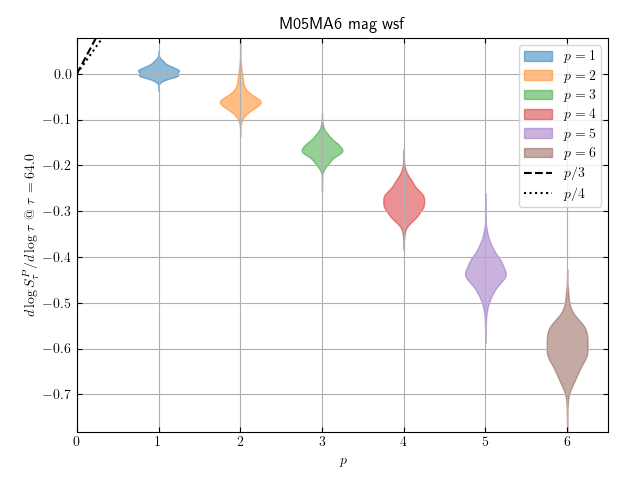 M05MA6 mag wsf
d log S_τ^P / d log τ @ τ = 64.0
0.0
−0.1
−0.2
−0.3
−0.4
−0.5
−0.6
−0.7
0 1 2 3 4 5 6
p
p = 1
p = 2
p = 3
p = 4
p = 5
p = 6
p/3
p/4